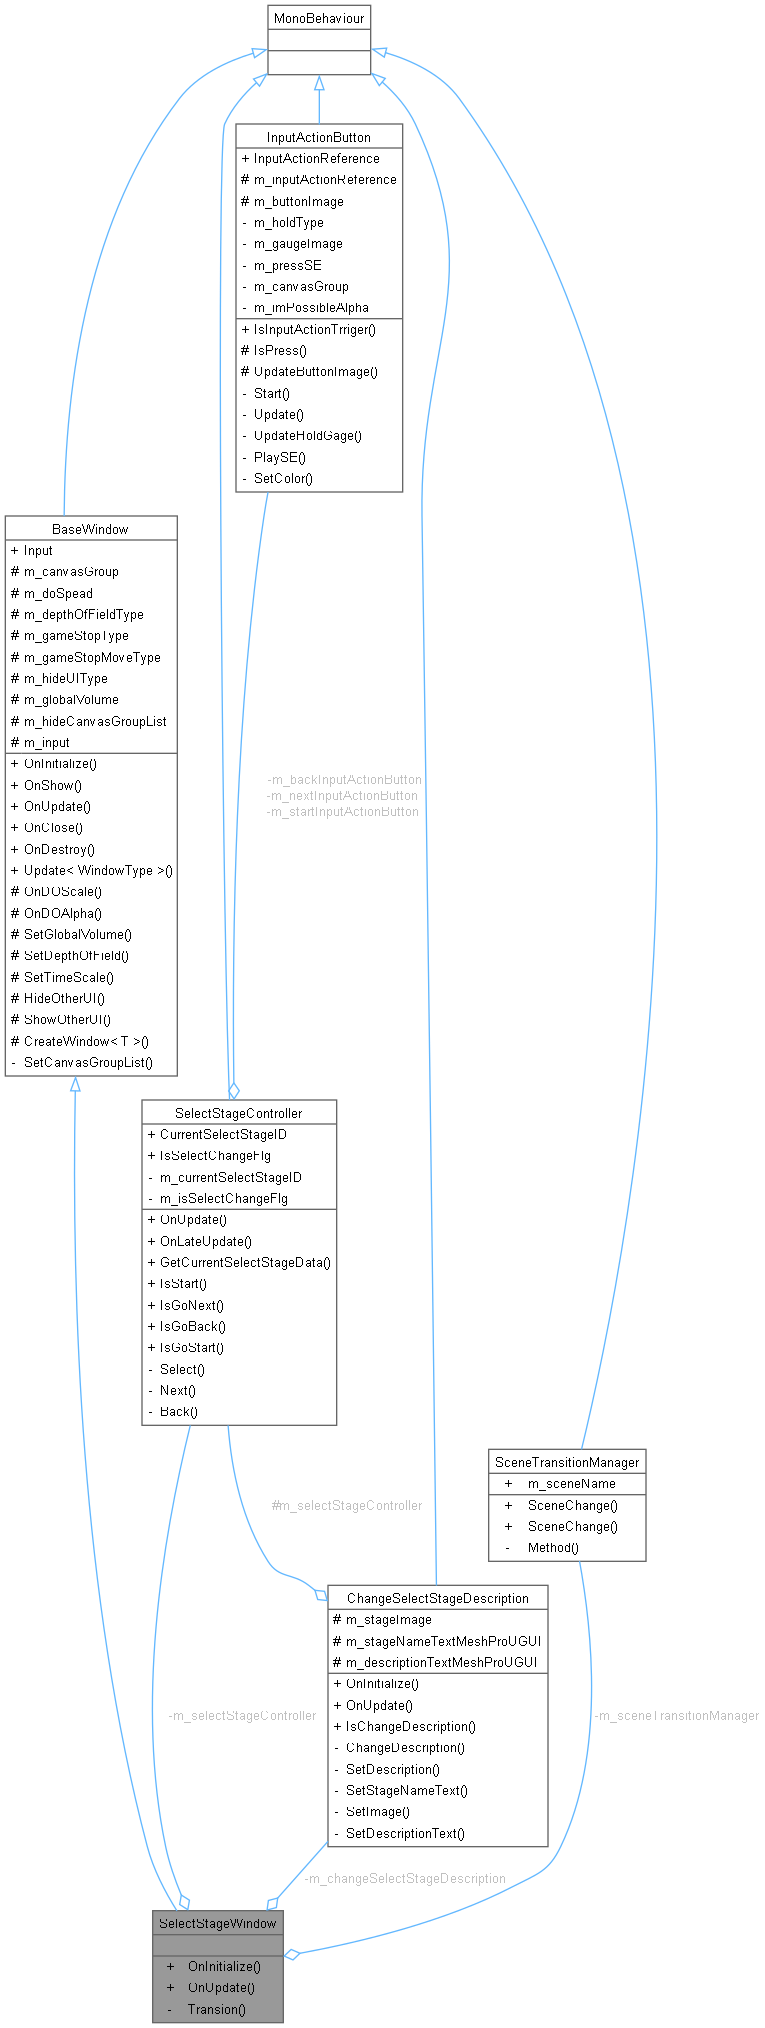 MonoBehaviour
InputActionButton
+ InputActionReference
# m_inputActionReference
# m_buttonImage
- m_holdType
- m_gaugeImage
- m_pressSE
- m_canvasGroup
- m_imPossibleAlpha
+ IsInputActionTrriger()
# IsPress()
# UpdateButtonImage()
- Start()
- Update()
- UpdateHoldGage()
- PlaySE()
- SetColor()
BaseWindow
+ Input
# m_canvasGroup
# m_doSpead
# m_depthOfFieldType
# m_gameStopType
# m_gameStopMoveType
# m_hideUIType
# m_globalVolume
# m_hideCanvasGroupList
# m_input
+ OnInitialize()
+ OnShow()
+ OnUpdate()
+ OnClose()
+ OnDestroy()
+ Update< WindowType >()
# OnDOScale()
# OnDOAlpha()
# SetGlobalVolume()
# SetDepthOfField()
# SetTimeScale()
# HideOtherUI()
# ShowOtherUI()
# CreateWindow< T >()
- SetCanvasGroupList()
-m_backInputActionButton
-m_nextInputActionButton
-m_startInputActionButton
SelectStageController
+ CurrentSelectStageID
+ IsSelectChangeFlg
- m_currentSelectStageID
- m_isSelectChangeFlg
+ OnUpdate()
+ OnLateUpdate()
+ GetCurrentSelectStageData()
+ IsStart()
+ IsGoNext()
+ IsGoBack()
+ IsGoStart()
- Select()
- Next()
- Back()
SceneTransitionManager
+ m_sceneName
+ SceneChange()
+ SceneChange()
- Method()
#m_selectStageController
ChangeSelectStageDescription
# m_stageImage
# m_stageNameTextMeshProUGUI
# m_descriptionTextMeshProUGUI
+ OnInitialize()
+ OnUpdate()
+ IsChangeDescription()
- ChangeDescription()
- SetDescription()
- SetStageNameText()
- SetImage()
- SetDescriptionText()
-m_selectStageController
-m_sceneTransitionManager
-m_changeSelectStageDescription
SelectStageWindow
+ OnInitialize()
+ OnUpdate()
- Transion()